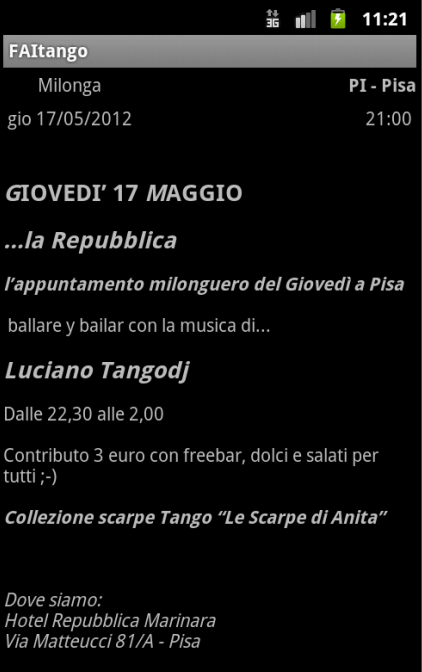 3G 11:21
FAItango
Milonga PI - Pisa
gio 17/05/2012 21:00
GIOVEDI’ 17 MAGGIO
...la Repubblica
l’appuntamento milonguero del Giovedì a Pisa
ballare y bailar con la musica di...
Luciano Tangodj
Dalle 22,30 alle 2,00
Contributo 3 euro con freebar, dolci e salati per
tutti ;-)
Collezione scarpe Tango “Le Scarpe di Anita”
Dove siamo:
Hotel Repubblica Marinara
Via Matteucci 81/A - Pisa